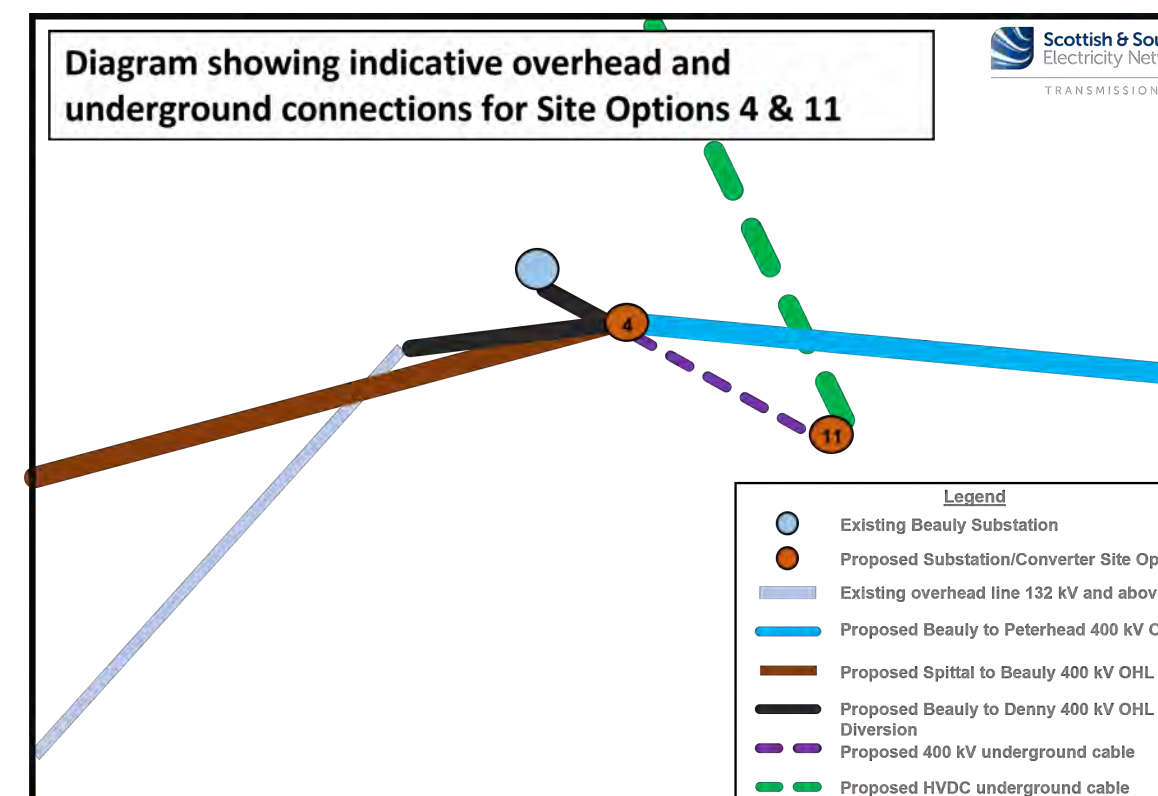 Diagram showing indicative overhead and
underground connections for Site Options 4 & 11
Scottish & Sou
Electricity Net
TRANSMISSION
4
11
Legend
Existing Beauly Substation
Proposed Substation/Converter Site Op
Existing overhead line 132 kV and abov
Proposed Beauly to Peterhead 400 kV O
Proposed Spittal to Beauly 400 kV OHL
Proposed Beauly to Denny 400 kV OHL
Diversion
Proposed 400 kV underground cable
Proposed HVDC underground cable